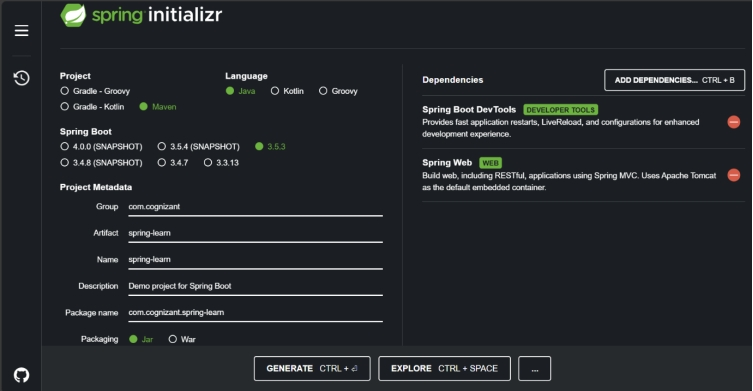 spring initializr
Project
Gradle - Groovy
Gradle - Kotlin Maven
Language
Java Kotlin Groovy
Spring Boot
4.0.0 (SNAPSHOT) 3.5.4 (SNAPSHOT) 3.5.3
3.4.8 (SNAPSHOT) 3.4.7 3.3.13
Project Metadata
Group com.cognizant
Artifact spring-learn
Name spring-learn
Description Demo project for Spring Boot
Package name com.cognizant.spring-learn
Packaging Jar War
Dependencies ADD DEPENDENCIES... CTRL + B
Spring Boot DevTools DEVELOPER TOOLS
Provides fast application restarts, LiveReload, and configurations for enhanced
development experience.
Spring Web WEB
Build web, including RESTful, applications using Spring MVC. Uses Apache Tomcat
as the default embedded container.
GENERATE CTRL + ⏎ EXPLORE CTRL + SPACE ...